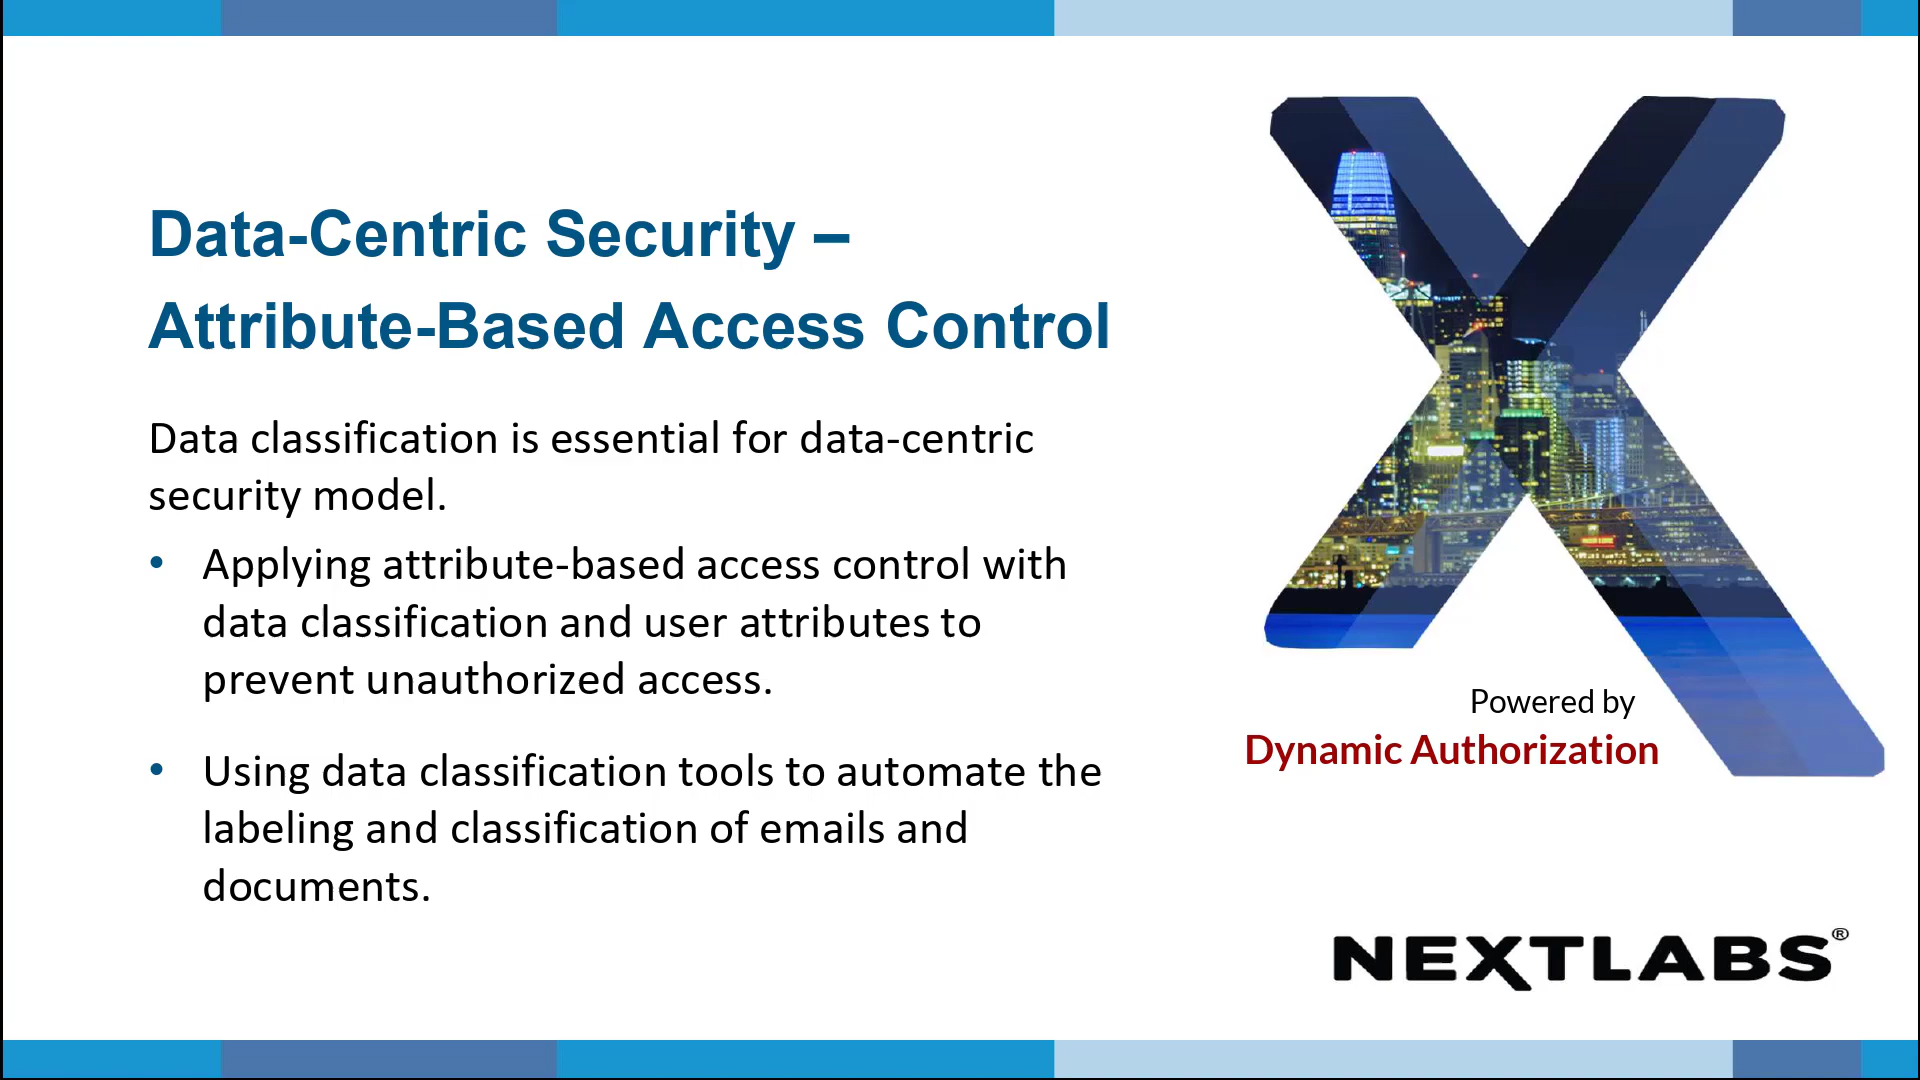 Data-Centric Security –
Attribute-Based Access Control
Data classification is essential for data-centric
security model.
• Applying attribute-based access control with
data classification and user attributes to
prevent unauthorized access.
• Using data classification tools to automate the
labeling and classification of emails and
documents.
Powered by
Dynamic Authorization
NEXTLABS®